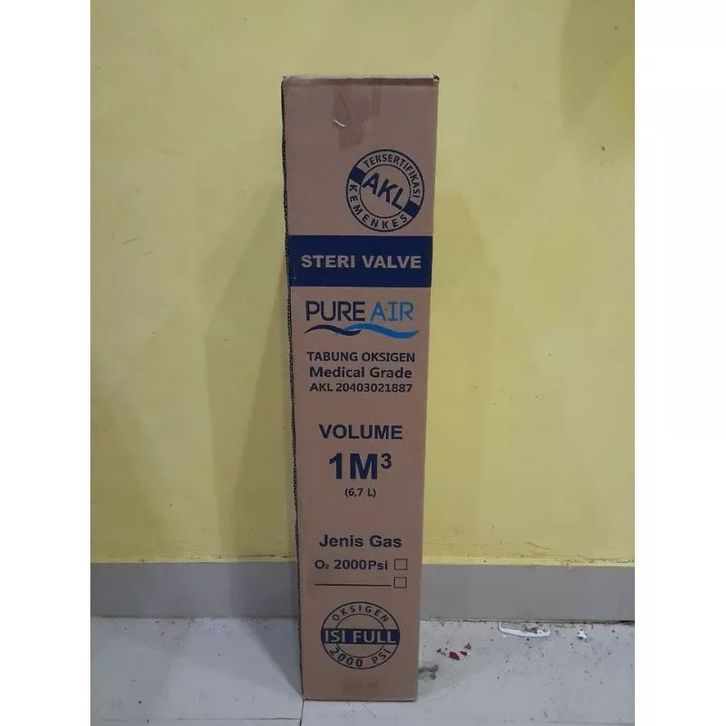 TERSERTIFIKASI
AKL
KEMENKES
STERI VALVE
PURE AIR
TABUNG OKSIGEN
Medical Grade
AKL 20403021887
VOLUME
1M³
(6,7 L)
Jenis Gas
O₂ 2000Psi
OKSIGEN
ISI FULL
2000 PSI